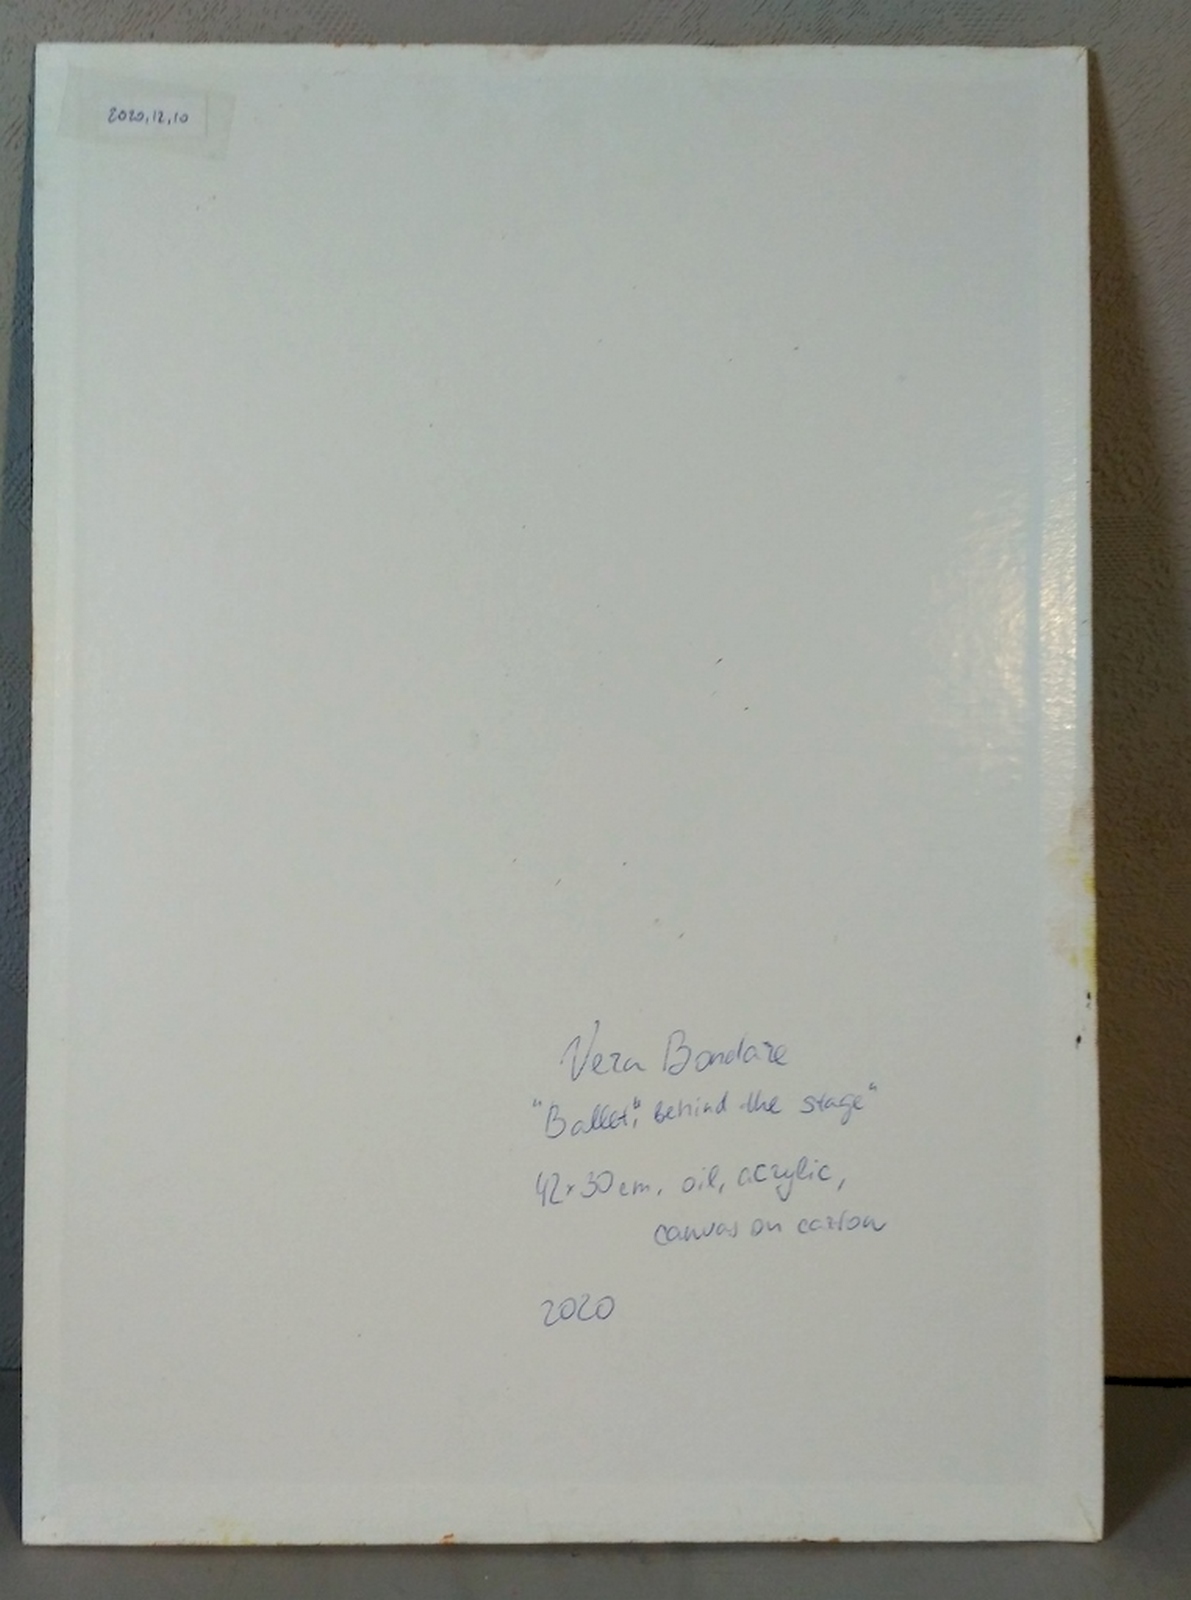 2020,12,10
Vera Bondare
"Ballet", behind the stage"
42x30 cm, oil, acrylic,
canvas on carton
2020